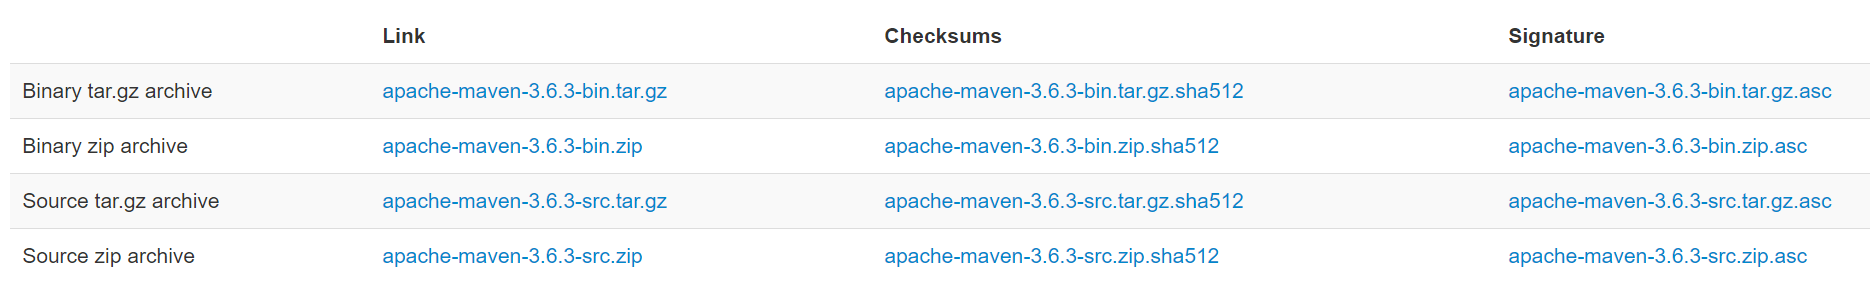 Link Checksums Signature
Binary tar.gz archive apache-maven-3.6.3-bin.tar.gz apache-maven-3.6.3-bin.tar.gz.sha512 apache-maven-3.6.3-bin.tar.gz.asc
Binary zip archive apache-maven-3.6.3-bin.zip apache-maven-3.6.3-bin.zip.sha512 apache-maven-3.6.3-bin.zip.asc
Source tar.gz archive apache-maven-3.6.3-src.tar.gz apache-maven-3.6.3-src.tar.gz.sha512 apache-maven-3.6.3-src.tar.gz.asc
Source zip archive apache-maven-3.6.3-src.zip apache-maven-3.6.3-src.zip.sha512 apache-maven-3.6.3-src.zip.asc